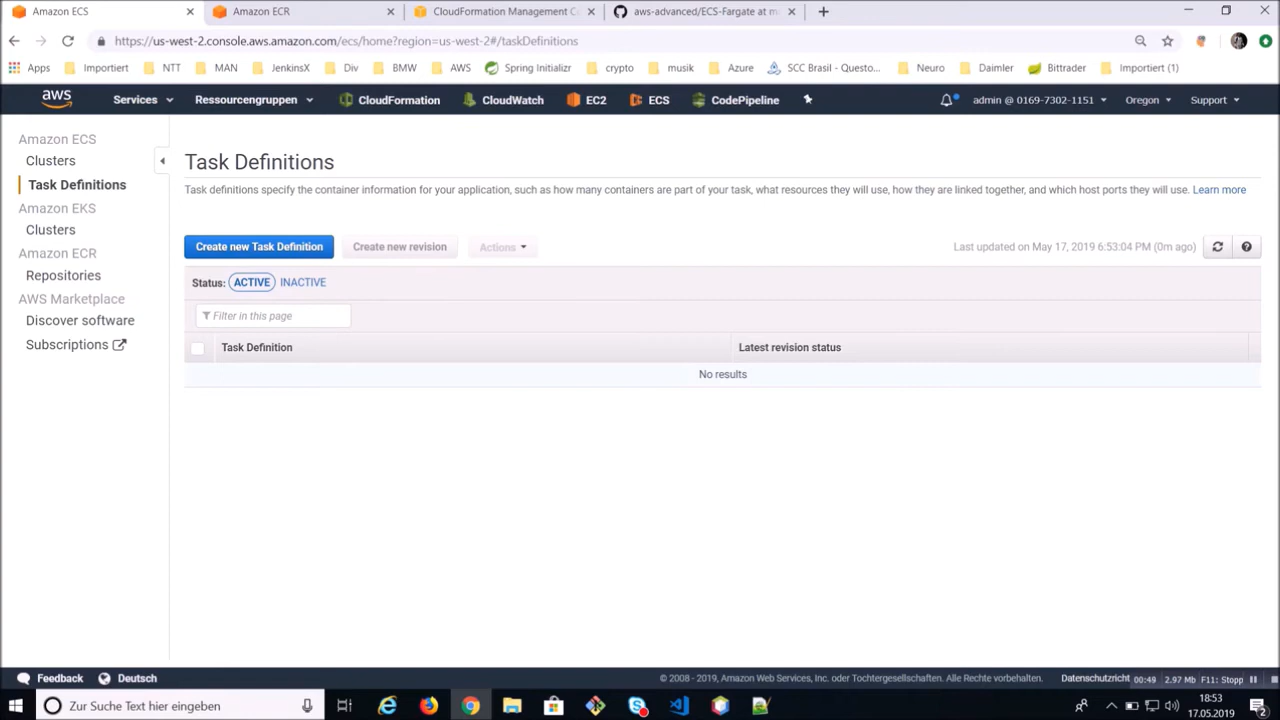 Amazon ECS
Amazon ECR
CloudFormation Management C
aws-advanced/ECS-Fargate at m
https://us-west-2.console.aws.amazon.com/ecs/home?region=us-west-2#/taskDefinitions
Apps
Importiert
NTT
MAN
JenkinsX
Div
BMW
AWS
Spring Initializr
crypto
musik
Azure
SCC Brasil - Questo...
Neuro
Daimler
Bittrader
Importiert (1)
aws
Services
Ressourcengruppen
CloudFormation
CloudWatch
EC2
ECS
CodePipeline
admin @ 0169-7302-1151
Oregon
Support
Amazon ECS
Clusters
Task Definitions
Amazon EKS
Clusters
Amazon ECR
Repositories
AWS Marketplace
Discover software
Subscriptions
Task Definitions
Task definitions specify the container information for your application, such as how many containers are part of your task, what resources they will use, how they are linked together, and which host ports they will use. Learn more
Create new Task Definition
Create new revision
Actions
Last updated on May 17, 2019 6:53:04 PM (0m ago)
Status: ACTIVE INACTIVE
Filter in this page
Task Definition
Latest revision status
No results
Feedback
Deutsch
© 2008 - 2019, Amazon Web Services, Inc. oder Tochtergesellschaften. Alle Rechte vorbehalten.
Datenschutzricht
00:49
2.97 Mb
F11: Stopp
Zur Suche Text hier eingeben
18:53
17.05.2019
2